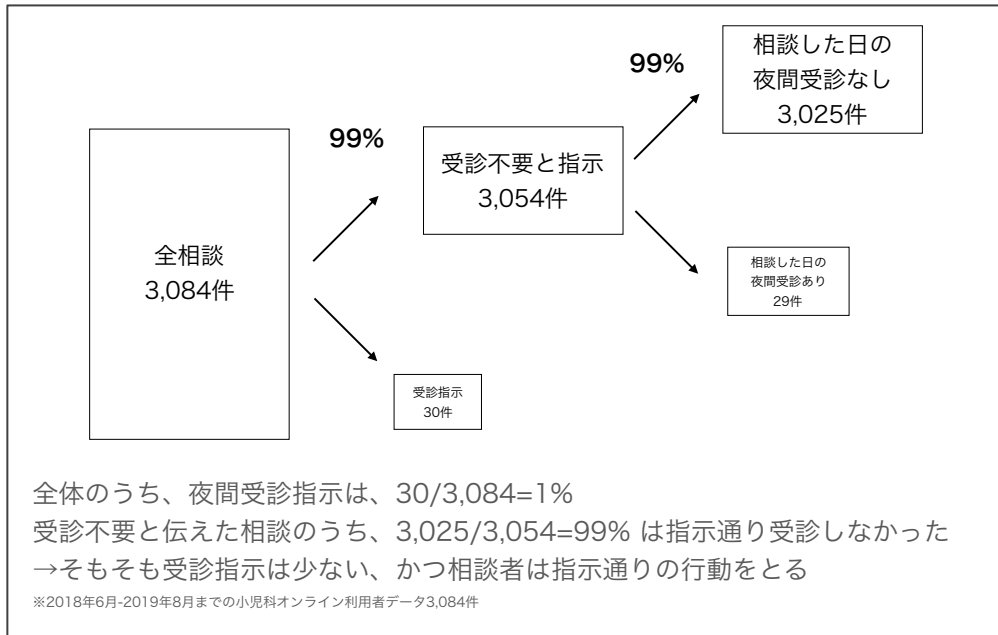 相談した日の
夜間受診なし
3,025件
99%
99%
受診不要と指示
3,054件
全相談
3,084件
相談した日の
夜間受診あり
29件
受診指示
30件
全体のうち、夜間受診指示は、30/3,084=1%
受診不要と伝えた相談のうち、3,025/3,054=99% は指示通り受診しなかった
→そもそも受診指示は少ない、かつ相談者は指示通りの行動をとる
※2018年6月-2019年8月までの小児科オンライン利用者データ3,084件